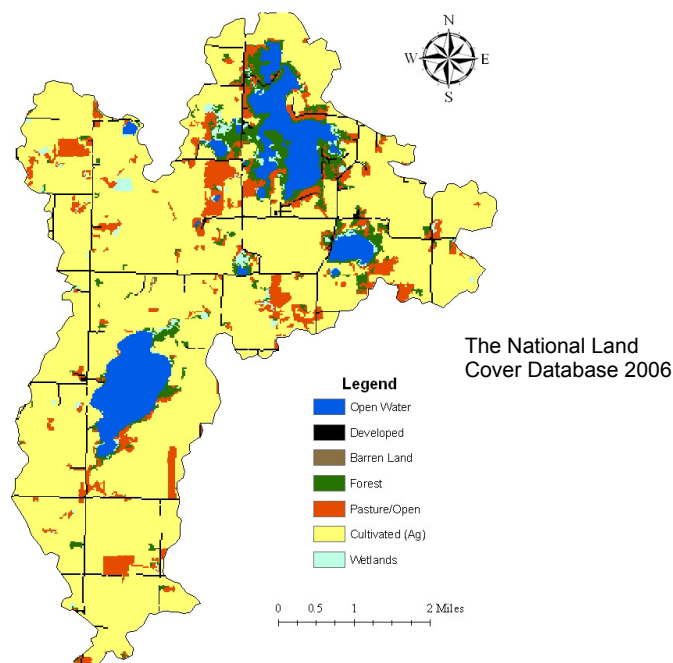 N
W E
S
The National Land
Cover Database 2006
Legend
Open Water
Developed
Barren Land
Forest
Pasture/Open
Cultivated (Ag)
Wetlands
0 0.5 1 2 Miles